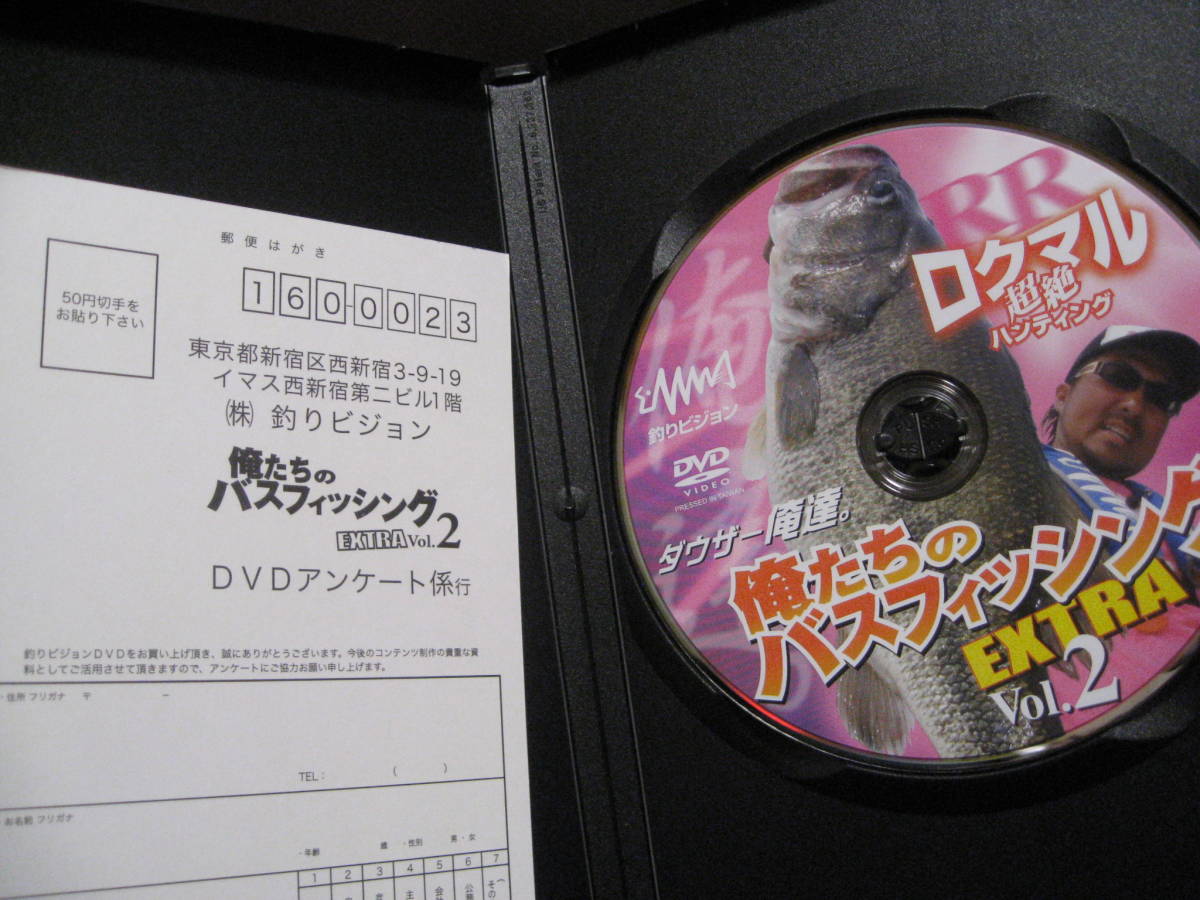 郵便はがき
50円切手を
お貼り下さい
160-0023
東京都新宿区西新宿3-9-19
イマス西新宿第二ビル1階
㈱ 釣りビジョン
俺たちの
バスフィッシング
EXTRA Vol.2
DVDアンケート係行
釣りビジョンDVDをお買い上げ頂き、誠にありがとうございます。今後のコンテンツ制作の貴重な資
料としてご活用させて頂きますので、アンケートにご協力お願い申し上げます。
・住所 フリガナ 〒 －
TEL： （ ）
・お名前 フリガナ
・年齢 歳 ・性別 男・女
1 2 3 4 5 6 7
RR
ロクマル
超絶
ハンティング
釣りビジョン
DVD
VIDEO
PRESSED IN TAIWAN
ダウザー俺達。
俺たちの
バスフィッシング
EXTRA
Vol.2